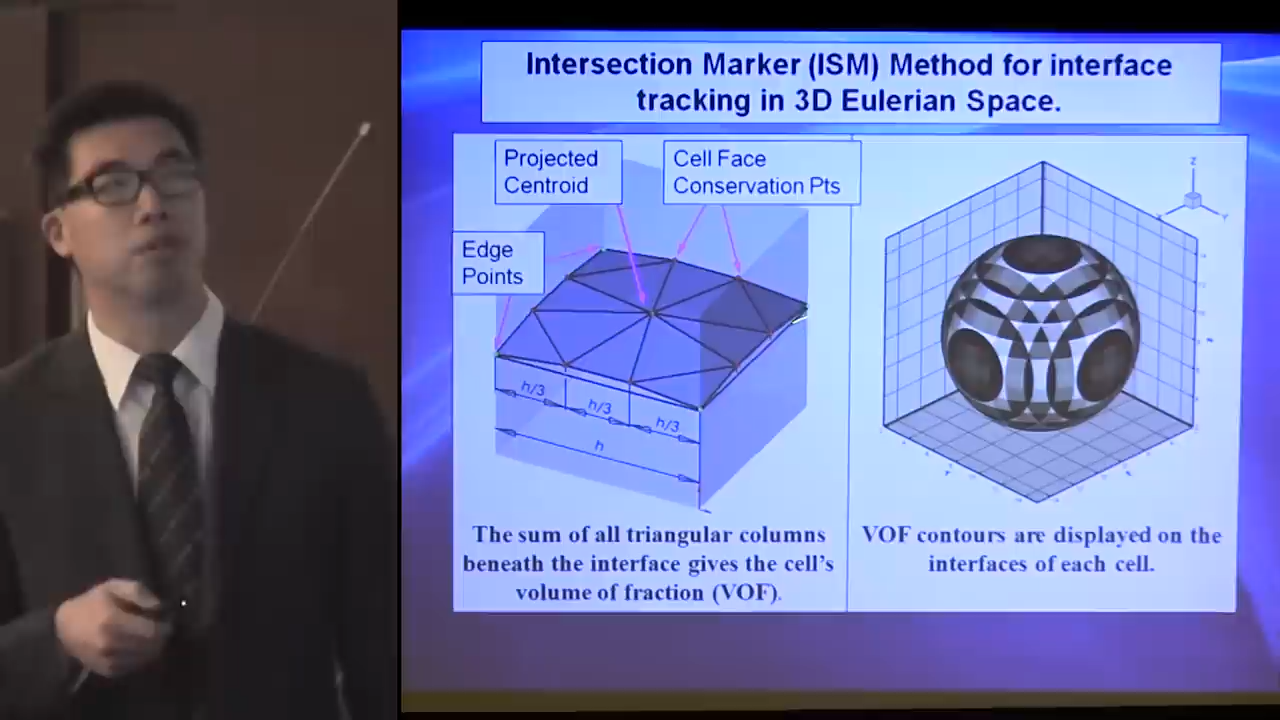 Intersection Marker (ISM) Method for interface
tracking in 3D Eulerian Space.
Projected
Centroid
Cell Face
Conservation Pts
Edge
Points
h/3
h/3
h/3
h
Z
The sum of all triangular columns
beneath the interface gives the cell's
volume of fraction (VOF).
VOF contours are displayed on the
interfaces of each cell.